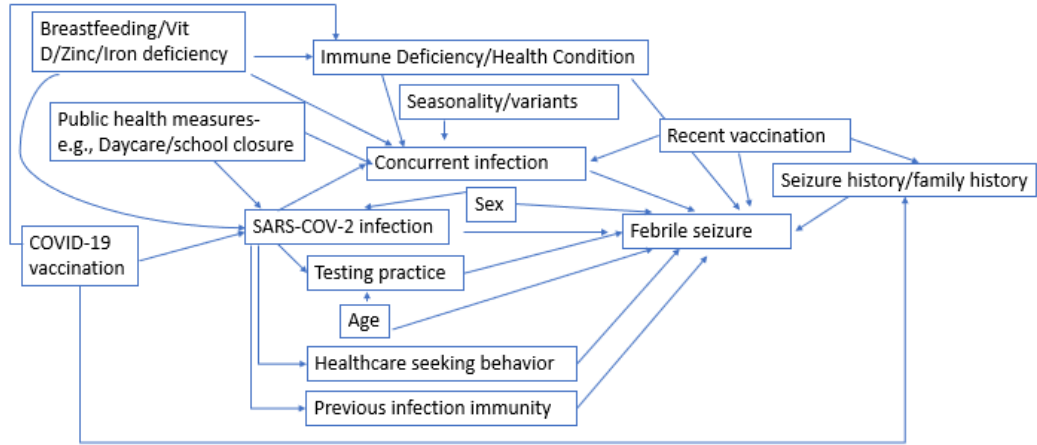 Breastfeeding/Vit
D/Zinc/Iron deficiency
Immune Deficiency/Health Condition
Seasonality/variants
Public health measures-
e.g., Daycare/school closure
Recent vaccination
Concurrent infection
Seizure history/family history
Sex
SARS-COV-2 infection
Febrile seizure
COVID-19
vaccination
Testing practice
Age
Healthcare seeking behavior
Previous infection immunity